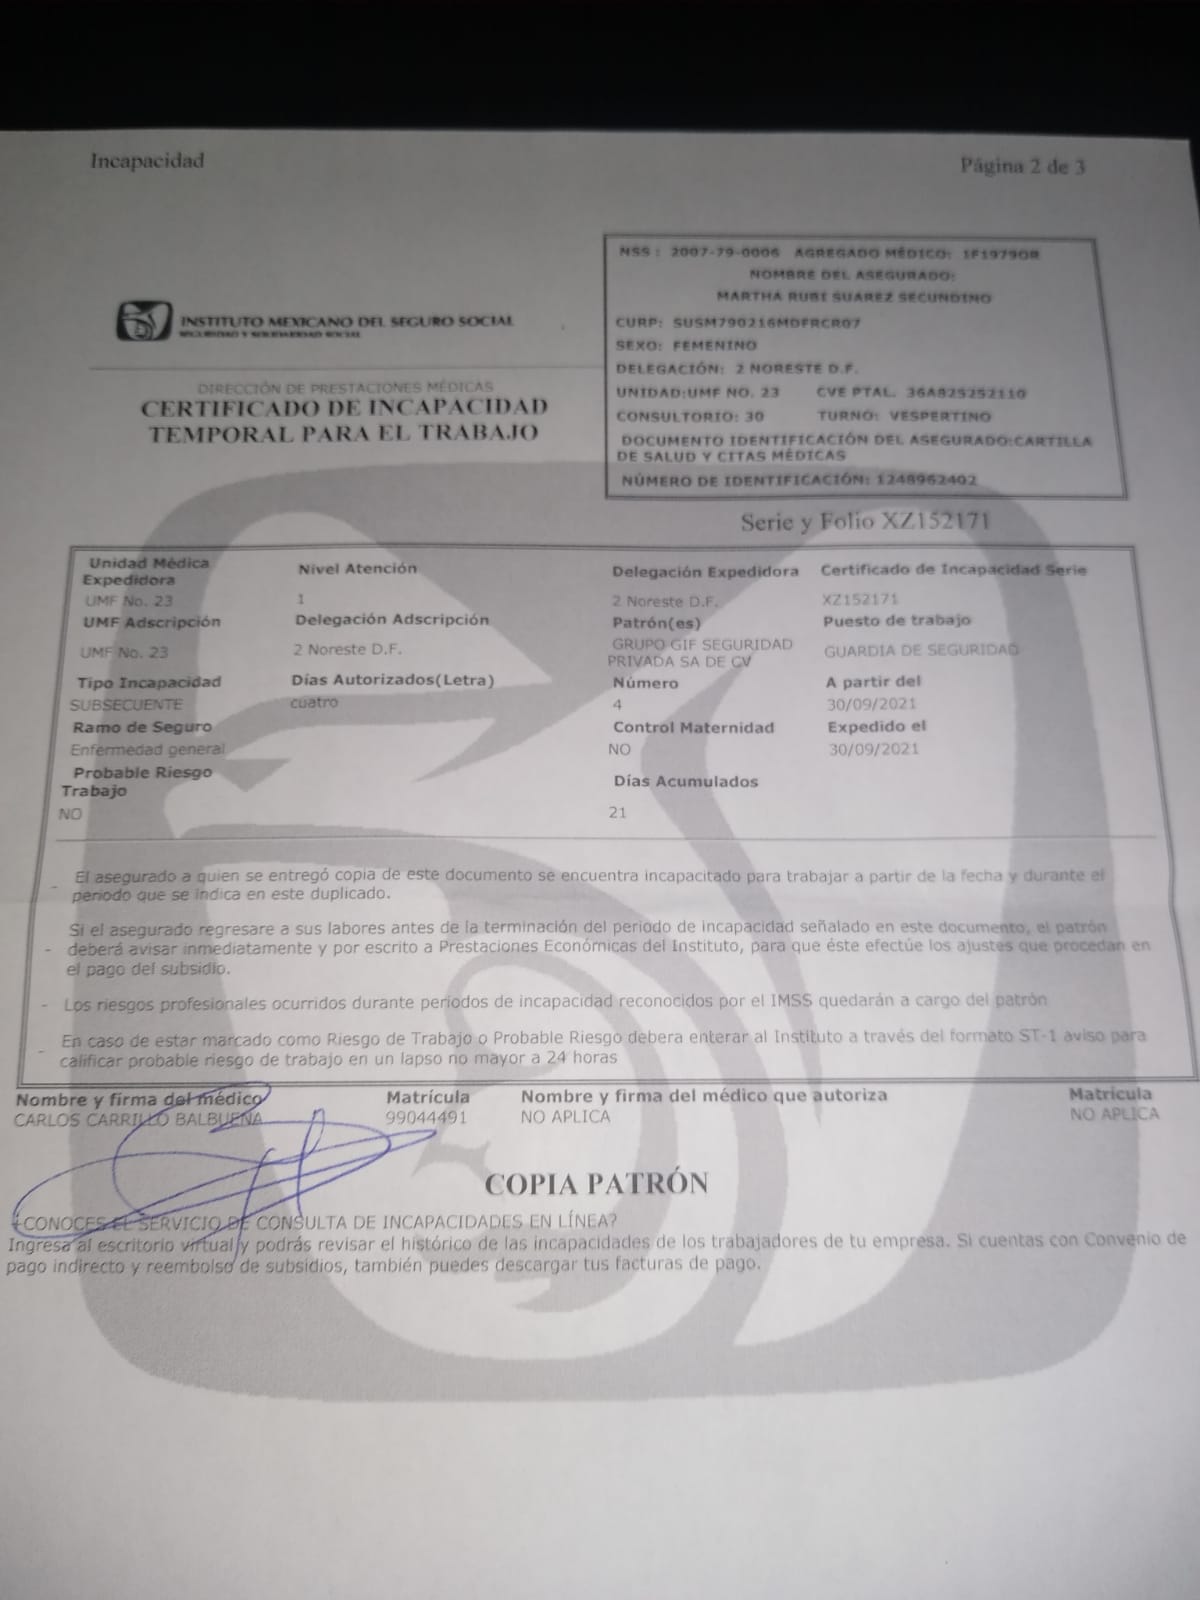 Incapacidad
Página 2 de 3
NSS : 2007-79-0006 AGREGADO MÉDICO: 1F1979OR
NOMBRE DEL ASEGURADO:
MARTHA RUBI SUAREZ SECUNDINO
CURP: SUSM790216MDFRCR07
SEXO: FEMENINO
DELEGACIÓN: 2 NORESTE D.F.
UNIDAD:UMF NO. 23 CVE PTAL. 36A825252110
CONSULTORIO: 30 TURNO: VESPERTINO
DOCUMENTO IDENTIFICACIÓN DEL ASEGURADO:CARTILLA
DE SALUD Y CITAS MÉDICAS
NÚMERO DE IDENTIFICACIÓN: 1248962402
INSTITUTO MEXICANO DEL SEGURO SOCIAL
SEGURIDAD Y SOLIDARIDAD SOCIAL
DIRECCIÓN DE PRESTACIONES MÉDICAS
CERTIFICADO DE INCAPACIDAD
TEMPORAL PARA EL TRABAJO
Serie y Folio XZ152171
Unidad Médica Expedidora
UMF No. 23
Nivel Atención
1
Delegación Expedidora
2 Noreste D.F.
Certificado de Incapacidad Serie
XZ152171
UMF Adscripción
UMF No. 23
Delegación Adscripción
2 Noreste D.F.
Patrón(es)
GRUPO GIF SEGURIDAD
PRIVADA SA DE CV
Puesto de trabajo
GUARDIA DE SEGURIDAD
Tipo Incapacidad
SUBSECUENTE
Días Autorizados(Letra)
cuatro
Número
4
A partir del
30/09/2021
Ramo de Seguro
Enfermedad general
Control Maternidad
NO
Expedido el
30/09/2021
Probable Riesgo
Trabajo
NO
Días Acumulados
21
- El asegurado a quien se entregó copia de este documento se encuentra incapacitado para trabajar a partir de la fecha y durante el
periodo que se indica en este duplicado.
Si el asegurado regresare a sus labores antes de la terminación del periodo de incapacidad señalado en este documento, el patrón
- deberá avisar inmediatamente y por escrito a Prestaciones Económicas del Instituto, para que éste efectúe los ajustes que procedan en
el pago del subsidio.
- Los riesgos profesionales ocurridos durante periodos de incapacidad reconocidos por el IMSS quedarán a cargo del patrón
- En caso de estar marcado como Riesgo de Trabajo o Probable Riesgo debera enterar al Instituto a través del formato ST-1 aviso para
calificar probable riesgo de trabajo en un lapso no mayor a 24 horas
Nombre y firma del médico
CARLOS CARRILLO BALBUENA
Matrícula
99044491
Nombre y firma del médico que autoriza
NO APLICA
Matrícula
NO APLICA
COPIA PATRÓN
¿CONOCES EL SERVICIO DE CONSULTA DE INCAPACIDADES EN LÍNEA?
Ingresa al escritorio virtual y podrás revisar el histórico de las incapacidades de los trabajadores de tu empresa. Si cuentas con Convenio de
pago indirecto y reembolso de subsidios, también puedes descargar tus facturas de pago.